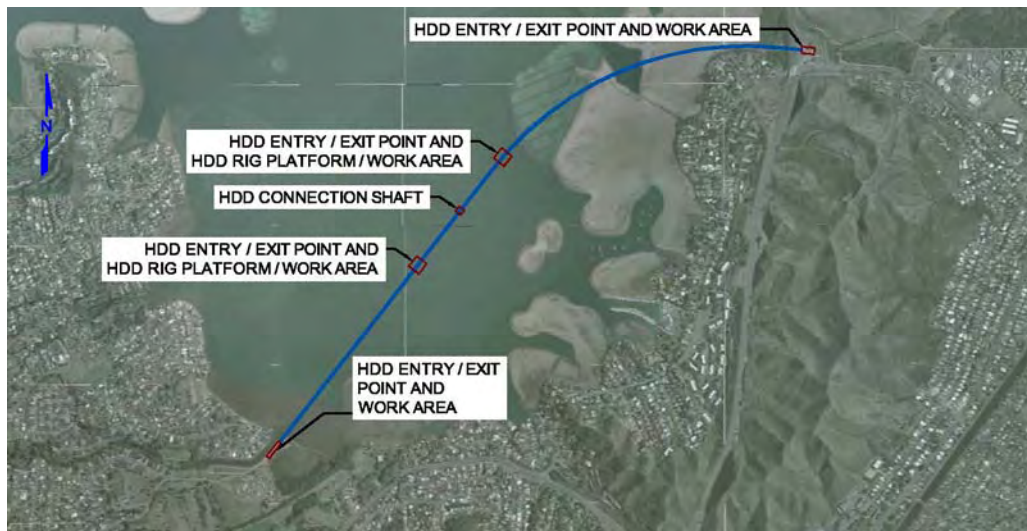 HDD ENTRY / EXIT POINT AND WORK AREA
HDD ENTRY / EXIT POINT AND
HDD RIG PLATFORM / WORK AREA
HDD CONNECTION SHAFT
HDD ENTRY / EXIT POINT AND
HDD RIG PLATFORM / WORK AREA
HDD ENTRY / EXIT
POINT AND
WORK AREA
N